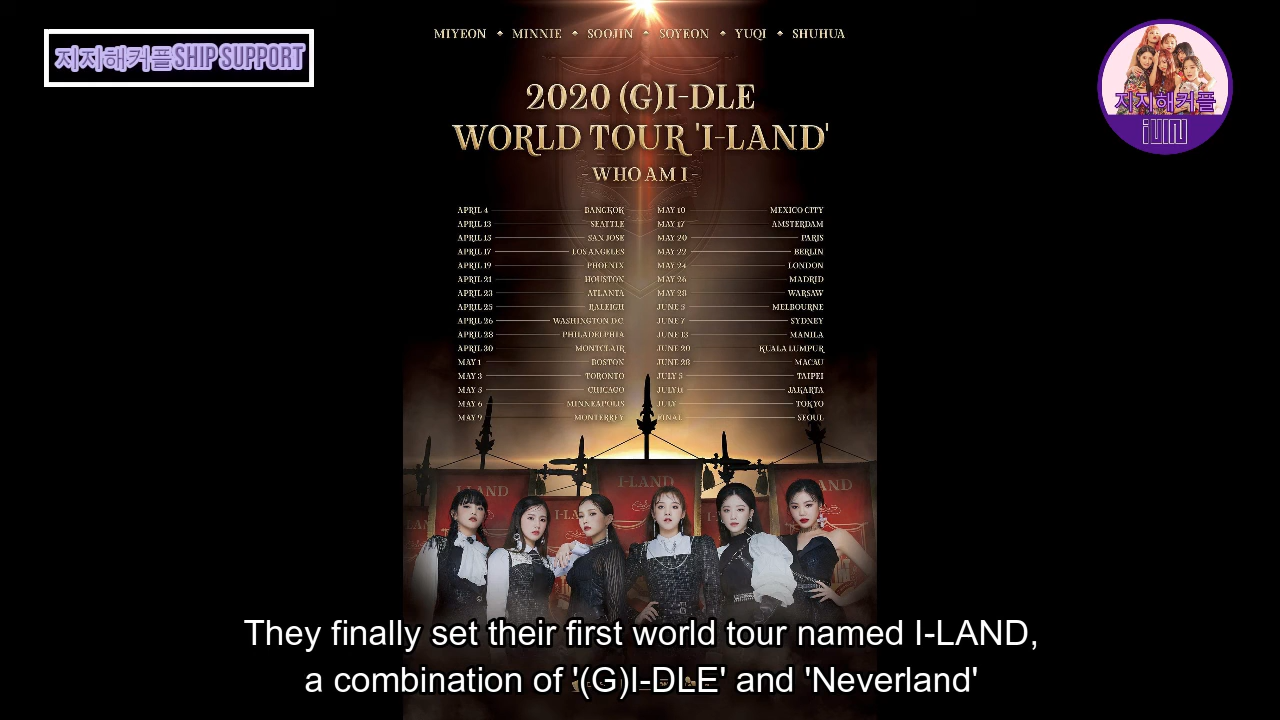 지지해커플SHIP SUPPORT
MIYEON ◆ MINNIE ◆ SOOJIN ◆ SOYEON ◆ YUQI ◆ SHUHUA
지지해커플
2020 (G)I-DLE
WORLD TOUR 'I-LAND'
- WHO AM I -
APRIL 4 BANGKOK
APRIL 13 SEATTLE
APRIL 15 SAN JOSE
APRIL 17 LOS ANGELES
APRIL 19 PHOENIX
APRIL 21 HOUSTON
APRIL 23 ATLANTA
APRIL 25 RALEIGH
APRIL 26 WASHINGTON D.C.
APRIL 28 PHILADELPHIA
APRIL 30 MONTCLAIR
MAY 1 BOSTON
MAY 3 TORONTO
MAY 5 CHICAGO
MAY 6 MINNEAPOLIS
MAY 9 MONTERREY
MAY 10 MEXICO CITY
MAY 17 AMSTERDAM
MAY 20 PARIS
MAY 22 BERLIN
MAY 24 LONDON
MAY 26 MADRID
MAY 28 WARSAW
JUNE 5 MELBOURNE
JUNE 7 SYDNEY
JUNE 13 MANILA
JUNE 20 KUALA LUMPUR
JUNE 28 MACAU
JULY 5 TAIPEI
JULY 11 JAKARTA
JULY TOKYO
FINAL SEOUL
I-LAND
I-LAND
They finally set their first world tour named I-LAND,
a combination of '(G)I-DLE' and 'Neverland'